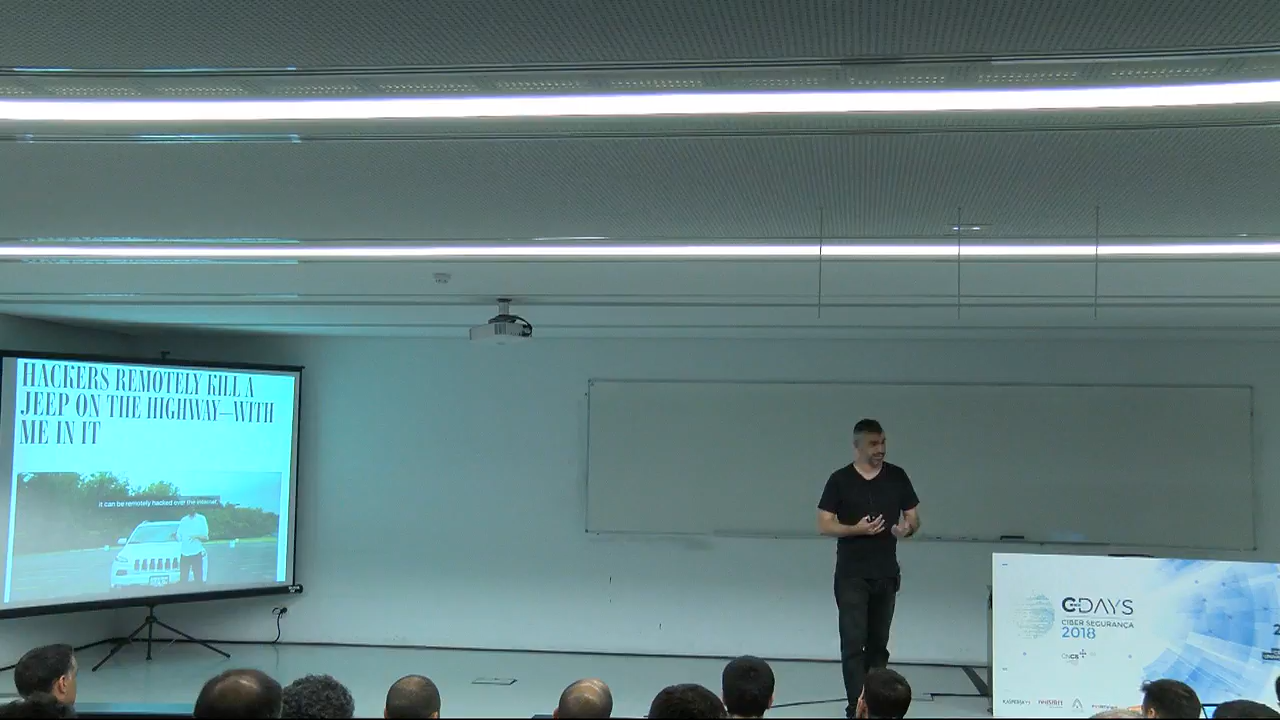 HACKERS REMOTELY KILL A
JEEP ON THE HIGHWAY—WITH
ME IN IT
it can be remotely hacked over the internet,
C-DAYS
CIBER SEGURANÇA
2018
CNCS